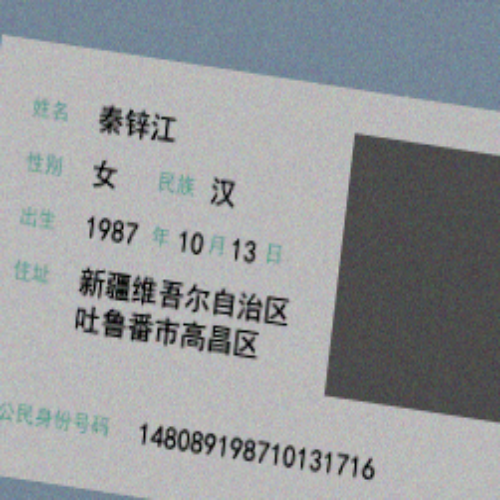 姓名 秦锌江
性别 女 民族 汉
出生 1987 年 10 月 13 日
住址 新疆维吾尔自治区
吐鲁番市高昌区
公民身份号码 148089198710131716